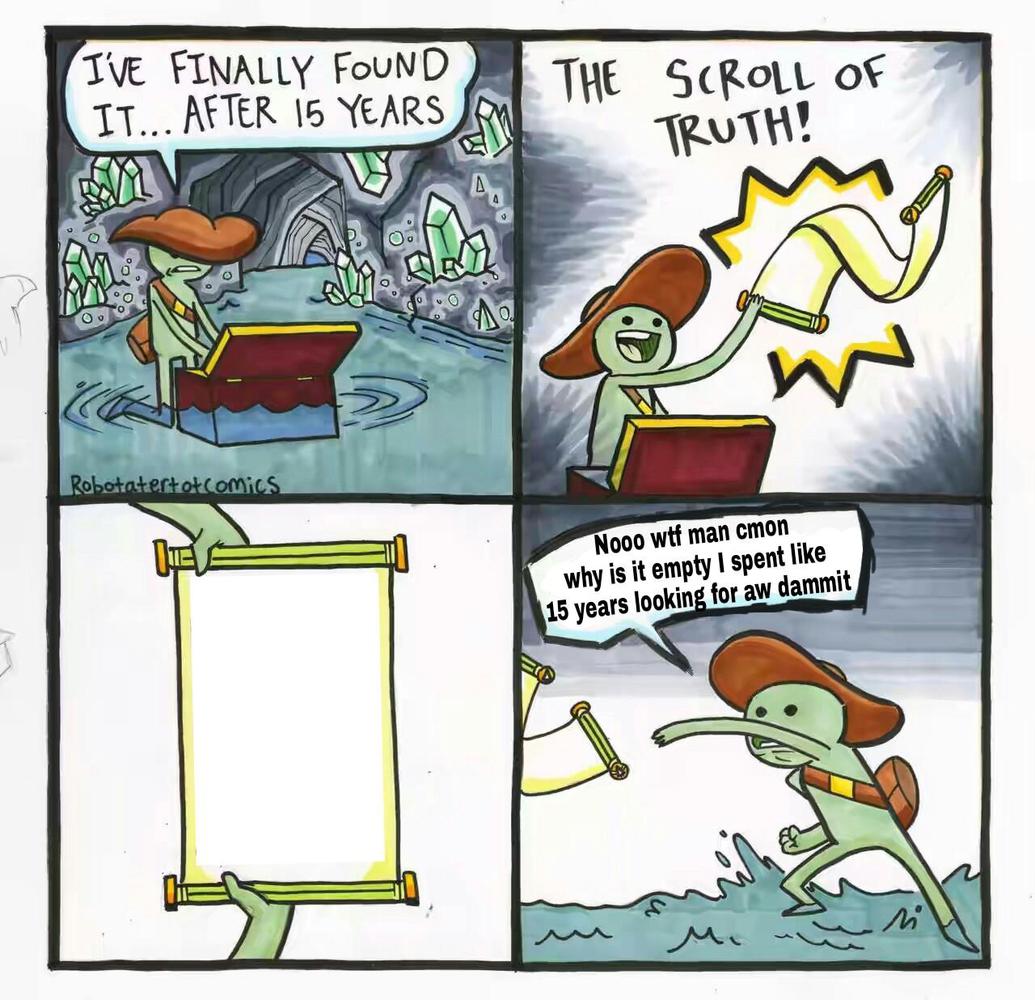 I'VE FINALLY FOUND
IT... AFTER 15 YEARS
THE SCROLL OF
TRUTH!
Robotatertotcomics
Nooo wtf man cmon
why is it empty I spent like
15 years looking for aw dammit